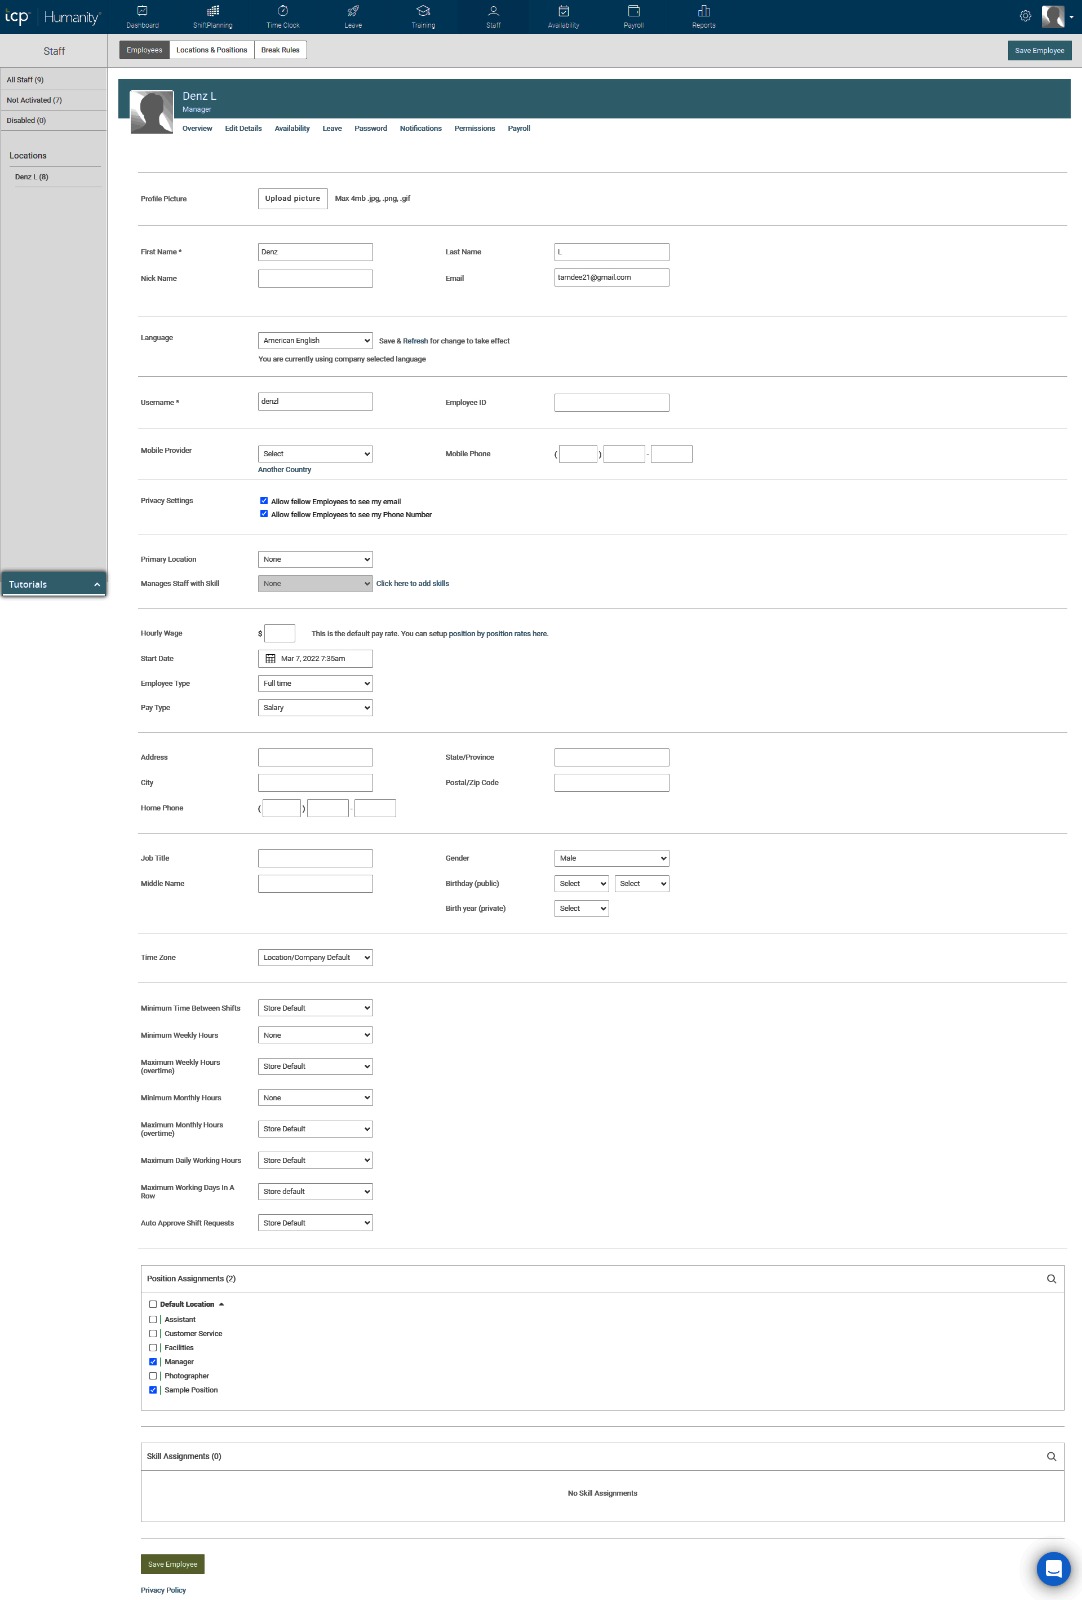 tcp Humanity
Dashboard
ShiftPlanning
Time Clock
Leave
Training
Staff
Availability
Payroll
Reports
Staff
Employees Locations & Positions Break Rules
Save Employee
All Staff (9)
Not Activated (7)
Disabled (0)
Locations
Denz L (8)
Tutorials
Denz L
Manager
Overview Edit Details Availability Leave Password Notifications Permissions Payroll
Profile Picture Upload picture Max 4mb .jpg, .png, .gif
First Name * Denz Last Name L
Nick Name Email tamdee21@gmail.com
Language American English Save & Refresh for change to take effect
You are currently using company selected language
Username * denzl Employee ID
Mobile Provider Select Mobile Phone ( ) -
Another Country
Privacy Settings Allow fellow Employees to see my email
Allow fellow Employees to see my Phone Number
Primary Location None
Manages Staff with Skill None Click here to add skills
Hourly Wage $ This is the default pay rate. You can setup position by position rates here.
Start Date Mar 7, 2022 7:35am
Employee Type Full time
Pay Type Salary
Address State/Province
City Postal/Zip Code
Home Phone ( ) -
Job Title Gender Male
Middle Name Birthday (public) Select Select
Birth year (private) Select
Time Zone Location/Company Default
Minimum Time Between Shifts Store Default
Minimum Weekly Hours None
Maximum Weekly Hours (overtime) Store Default
Minimum Monthly Hours None
Maximum Monthly Hours (overtime) Store Default
Maximum Daily Working Hours Store Default
Maximum Working Days In A Row Store default
Auto Approve Shift Requests Store Default
Position Assignments (2)
Default Location
Assistant
Customer Service
Facilities
Manager
Photographer
Sample Position
Skill Assignments (0)
No Skill Assignments
Save Employee
Privacy Policy